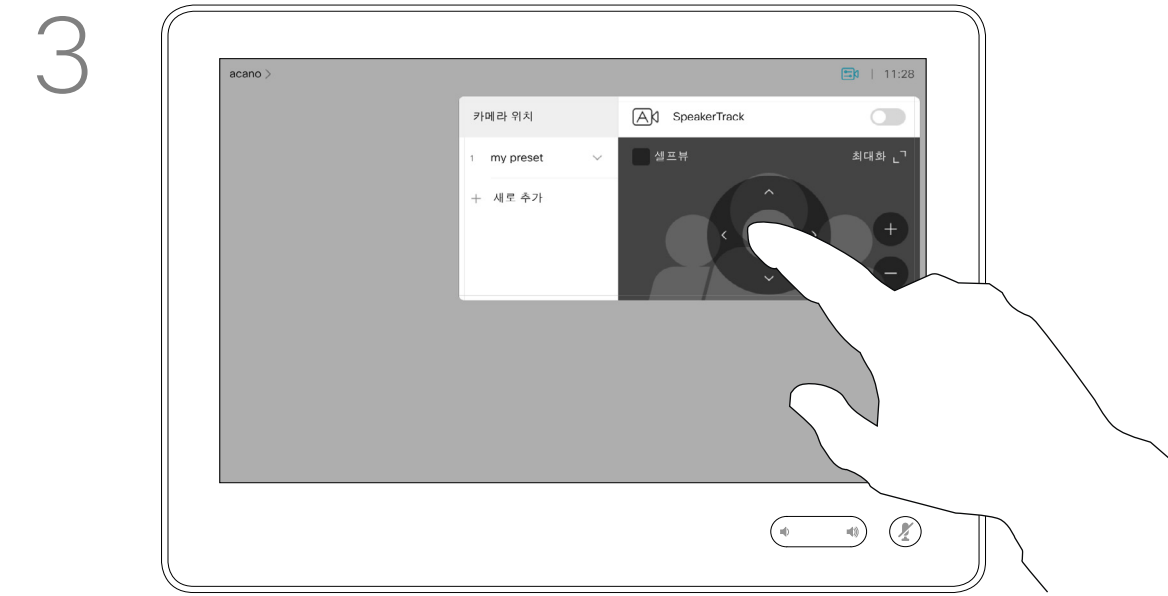 3
acano >
11:28
카메라 위치
SpeakerTrack
1 my preset
셀프뷰
최대화
+ 새로 추가